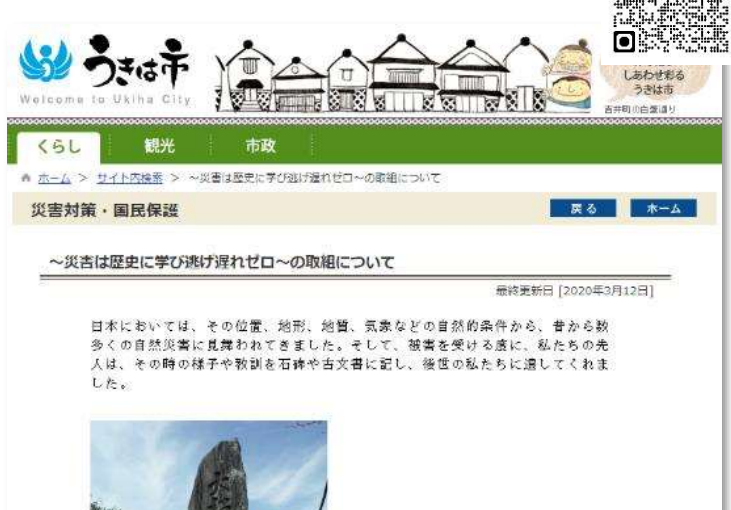 うきは市
Welcome to Ukiha City
しあわせ彩る
うきは市
吉井町の白壁通り
くらし 観光 市政
ホーム > サイト内検索 > ～災害は歴史に学び逃げ遅れゼロ～の取組について
災害対策・国民保護 戻る ホーム
～災害は歴史に学び逃げ遅れゼロ～の取組について
最終更新日 [2020年3月12日]
日本においては、その位置、地形、地質、気象などの自然的条件から、昔から数
多くの自然災害に見舞われてきました。そして、被害を受ける度に、私たちの先
人は、その時の様子や教訓を石碑や古文書に記し、後世の私たちに遺してくれま
した。